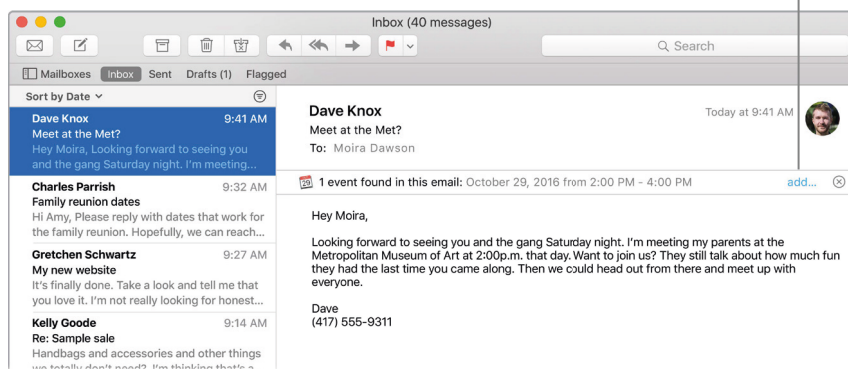 Inbox (40 messages)
Search
Mailboxes Inbox Sent Drafts (1) Flagged
Sort by Date
Dave Knox 9:41 AM
Meet at the Met?
Hey Moira, Looking forward to seeing you
and the gang Saturday night. I'm meeting...
Charles Parrish 9:32 AM
Family reunion dates
Hi Amy, Please reply with dates that work for
the family reunion. Hopefully, we can reach...
Gretchen Schwartz 9:27 AM
My new website
It's finally done. Take a look and tell me that
you love it. I'm not really looking for honest...
Kelly Goode 9:14 AM
Re: Sample sale
Handbags and accessories and other things
we totally don't need? I'm thinking that's a
Dave Knox Today at 9:41 AM
Meet at the Met?
To: Moira Dawson
29
1 event found in this email: October 29, 2016 from 2:00 PM - 4:00 PM add...
Hey Moira,
Looking forward to seeing you and the gang Saturday night. I'm meeting my parents at the
Metropolitan Museum of Art at 2:00p.m. that day. Want to join us? They still talk about how much fun
they had the last time you came along. Then we could head out from there and meet up with
everyone.
Dave
(417) 555-9311